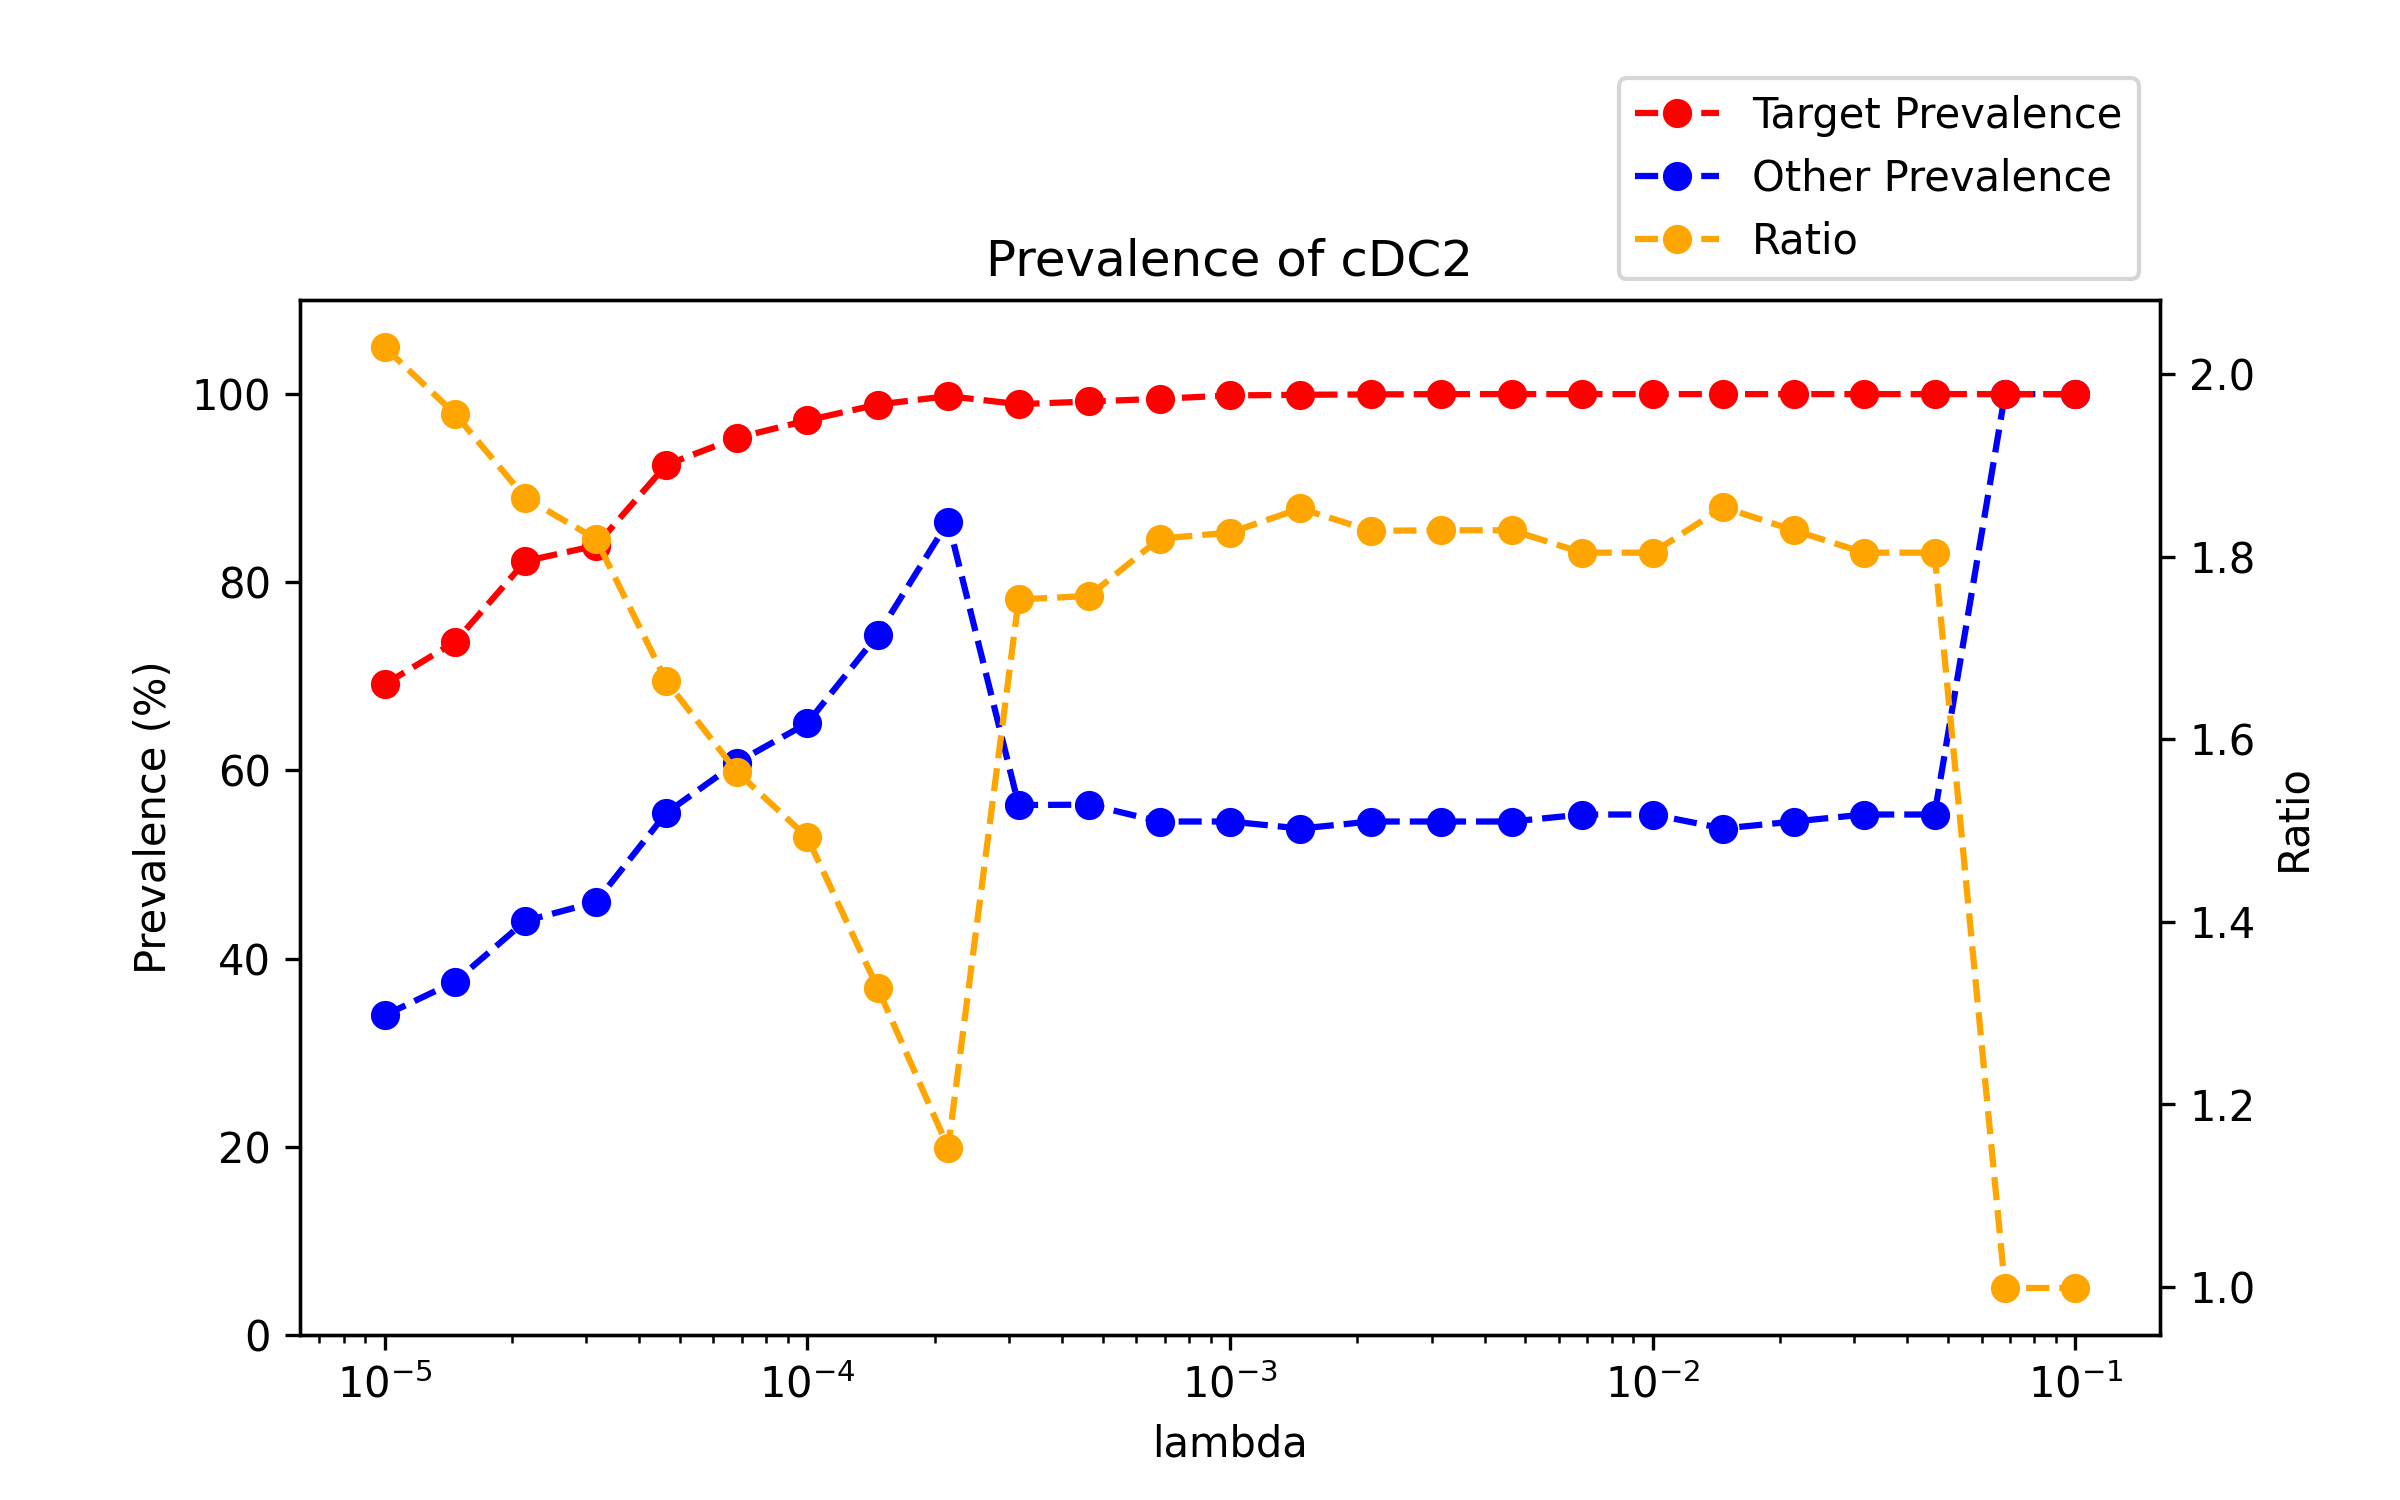 Target Prevalence
Other Prevalence
Ratio
Prevalence of cDC2
Prevalence (%)
100
80
60
40
20
0
2.0
1.8
1.6
1.4
1.2
1.0
Ratio
10⁻⁵ 10⁻⁴ 10⁻³ 10⁻² 10⁻¹
lambda